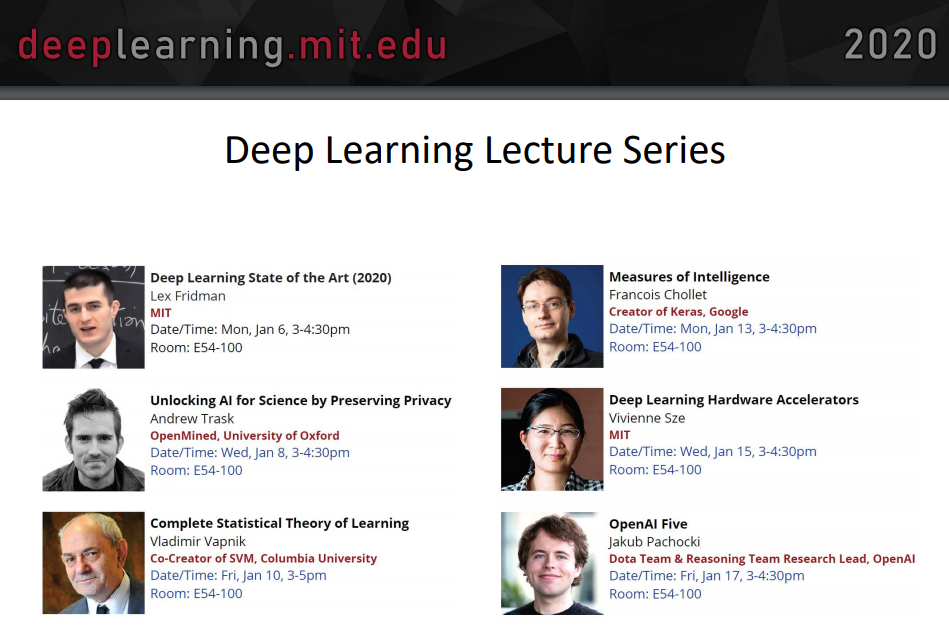 deeplearning.mit.edu 2020
Deep Learning Lecture Series
Deep Learning State of the Art (2020)
Lex Fridman
MIT
Date/Time: Mon, Jan 6, 3-4:30pm
Room: E54-100
Unlocking AI for Science by Preserving Privacy
Andrew Trask
OpenMined, University of Oxford
Date/Time: Wed, Jan 8, 3-4:30pm
Room: E54-100
Complete Statistical Theory of Learning
Vladimir Vapnik
Co-Creator of SVM, Columbia University
Date/Time: Fri, Jan 10, 3-5pm
Room: E54-100
Measures of Intelligence
Francois Chollet
Creator of Keras, Google
Date/Time: Mon, Jan 13, 3-4:30pm
Room: E54-100
Deep Learning Hardware Accelerators
Vivienne Sze
MIT
Date/Time: Wed, Jan 15, 3-4:30pm
Room: E54-100
OpenAI Five
Jakub Pachocki
Dota Team & Reasoning Team Research Lead, OpenAI
Date/Time: Fri, Jan 17, 3-4:30pm
Room: E54-100